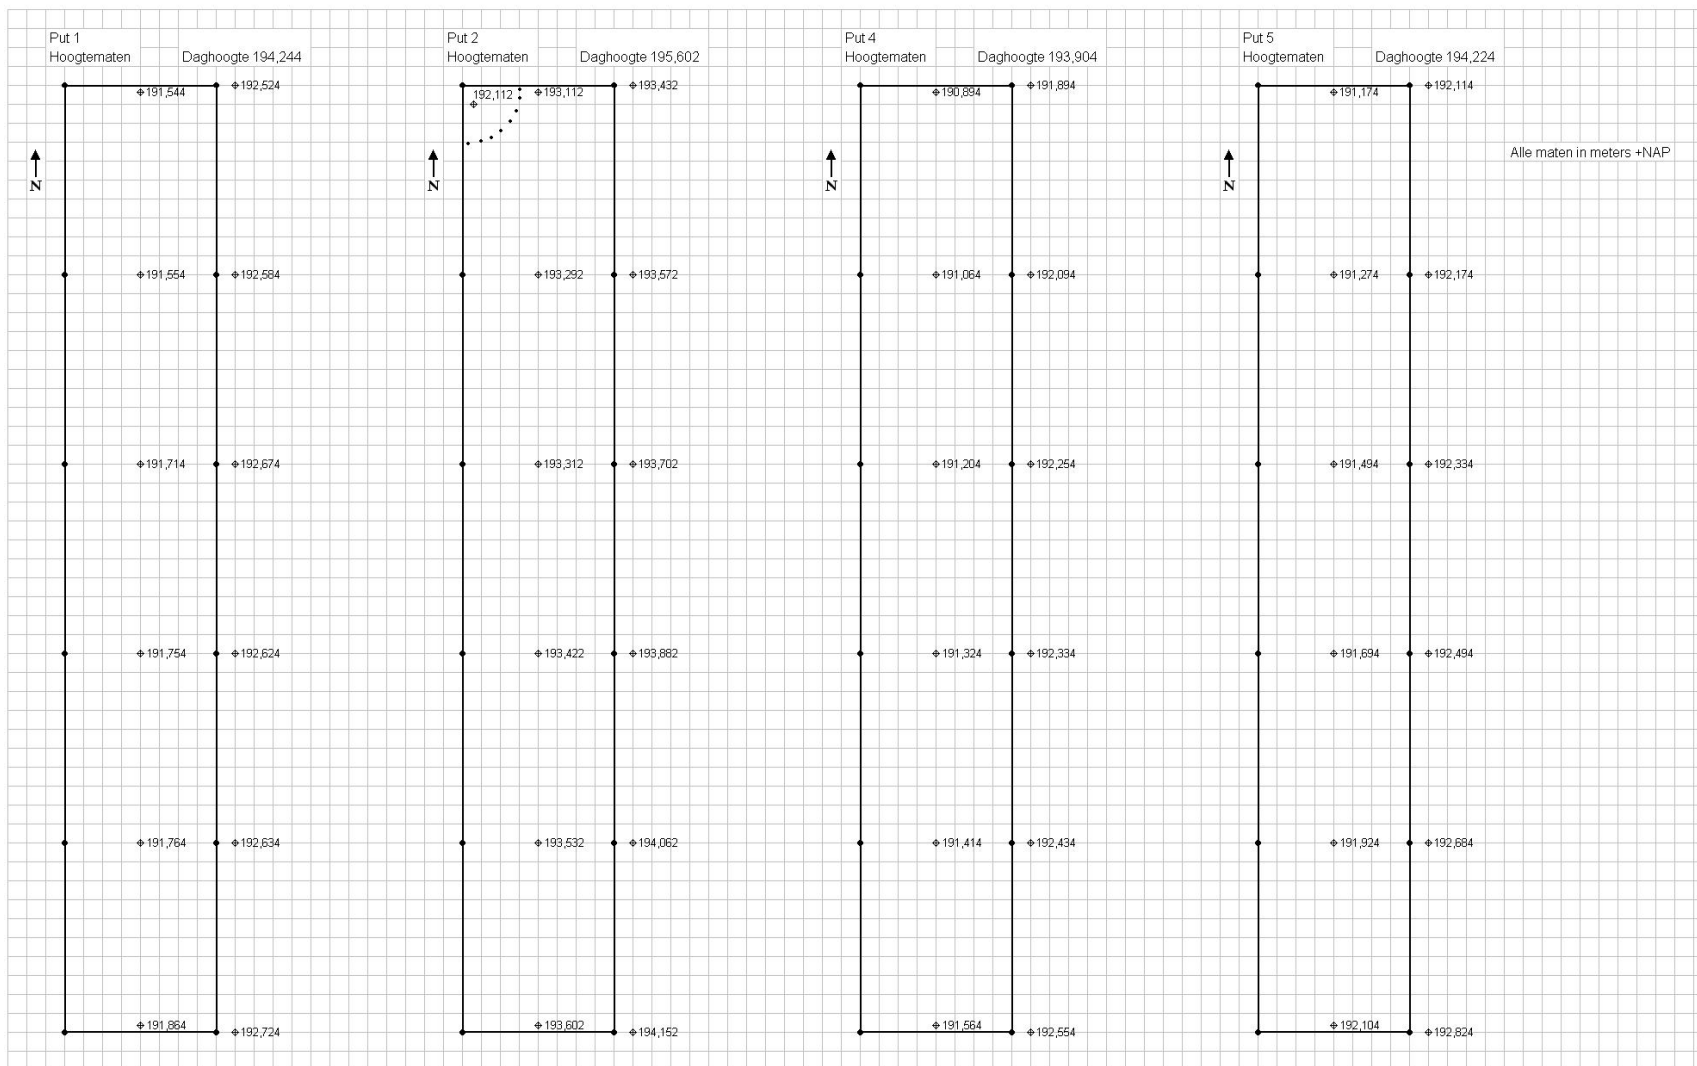 Put 1
Hoogtematen Daghoogte 194,244
191,544 192,524
N
191,554 192,584
191,714 192,674
191,754 192,624
191,764 192,634
191,864 192,724
Put 2
Hoogtematen Daghoogte 195,602
192,112 193,112 193,432
N
193,292 193,572
193,312 193,702
193,422 193,882
193,532 194,062
193,602 194,152
Put 4
Hoogtematen Daghoogte 193,904
190,894 191,894
N
191,064 192,094
191,204 192,254
191,324 192,334
191,414 192,434
191,564 192,554
Put 5
Hoogtematen Daghoogte 194,224
191,174 192,114
N
191,274 192,174
191,494 192,334
191,694 192,494
191,924 192,684
192,104 192,824
Alle maten in meters +NAP